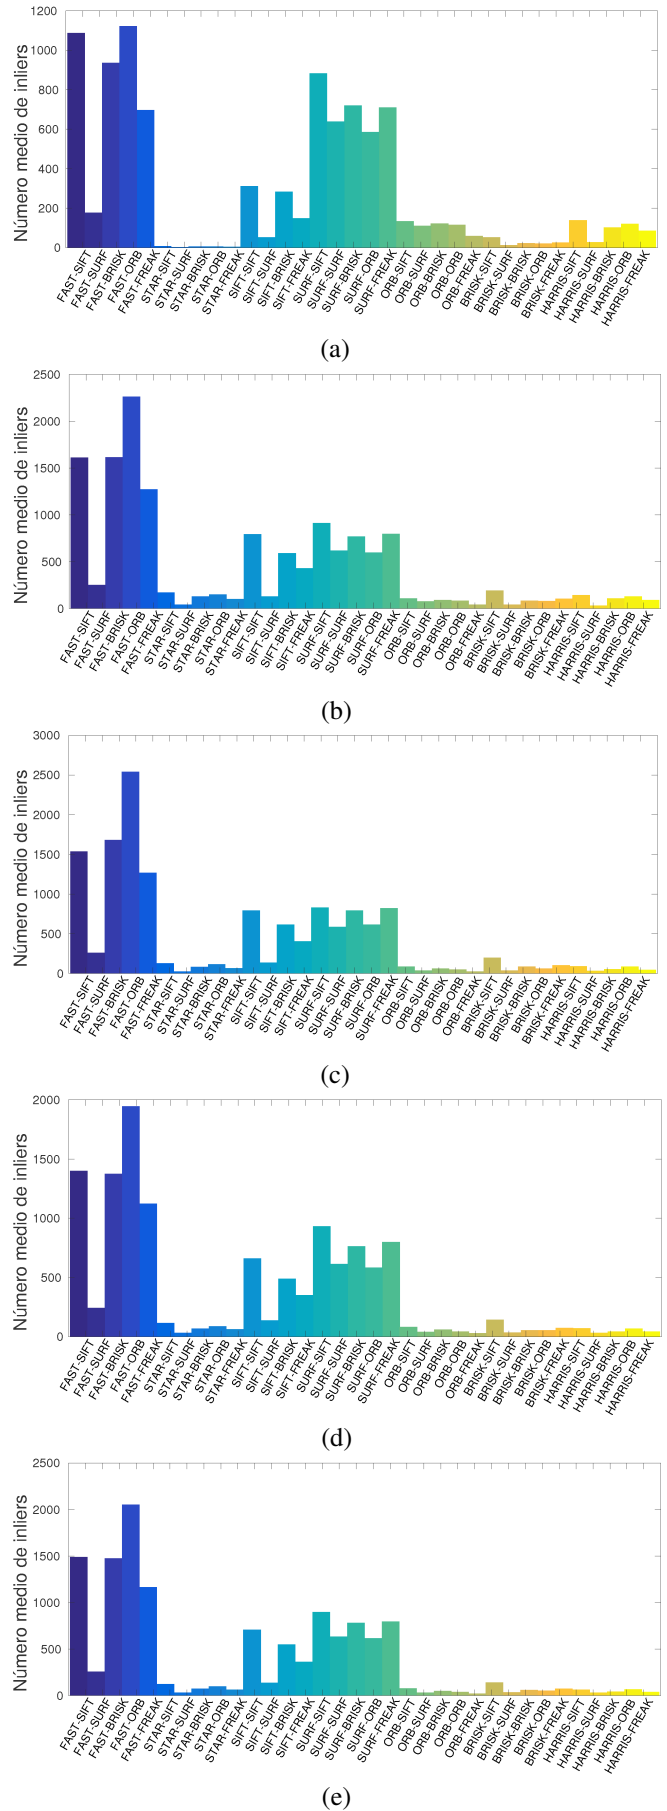 1200
1000
800
600
400
200
0
Número medio de inliers
FAST-SIFT
FAST-SURF
FAST-BRISK
FAST-ORB
FAST-FREAK
STAR-SIFT
STAR-SURF
STAR-BRISK
STAR-ORB
STAR-FREAK
SIFT-SIFT
SIFT-SURF
SIFT-BRISK
SIFT-FREAK
SURF-SIFT
SURF-SURF
SURF-BRISK
SURF-ORB
SURF-FREAK
ORB-SIFT
ORB-SURF
ORB-BRISK
ORB-ORB
ORB-FREAK
BRISK-SIFT
BRISK-SURF
BRISK-BRISK
BRISK-ORB
BRISK-FREAK
HARRIS-SIFT
HARRIS-SURF
HARRIS-BRISK
HARRIS-ORB
HARRIS-FREAK
(a)
2500
2000
1500
1000
500
0
Número medio de inliers
FAST-SIFT
FAST-SURF
FAST-BRISK
FAST-ORB
FAST-FREAK
STAR-SIFT
STAR-SURF
STAR-BRISK
STAR-ORB
STAR-FREAK
SIFT-SIFT
SIFT-SURF
SIFT-BRISK
SIFT-FREAK
SURF-SIFT
SURF-SURF
SURF-BRISK
SURF-ORB
SURF-FREAK
ORB-SIFT
ORB-SURF
ORB-BRISK
ORB-ORB
ORB-FREAK
BRISK-SIFT
BRISK-SURF
BRISK-BRISK
BRISK-ORB
BRISK-FREAK
HARRIS-SIFT
HARRIS-SURF
HARRIS-BRISK
HARRIS-ORB
HARRIS-FREAK
(b)
3000
2500
2000
1500
1000
500
0
Número medio de inliers
FAST-SIFT
FAST-SURF
FAST-BRISK
FAST-ORB
FAST-FREAK
STAR-SIFT
STAR-SURF
STAR-BRISK
STAR-ORB
STAR-FREAK
SIFT-SIFT
SIFT-SURF
SIFT-BRISK
SIFT-FREAK
SURF-SIFT
SURF-SURF
SURF-BRISK
SURF-ORB
SURF-FREAK
ORB-SIFT
ORB-SURF
ORB-BRISK
ORB-ORB
ORB-FREAK
BRISK-SIFT
BRISK-SURF
BRISK-BRISK
BRISK-ORB
BRISK-FREAK
HARRIS-SIFT
HARRIS-SURF
HARRIS-BRISK
HARRIS-ORB
HARRIS-FREAK
(c)
2000
1500
1000
500
0
Número medio de inliers
FAST-SIFT
FAST-SURF
FAST-BRISK
FAST-ORB
FAST-FREAK
STAR-SIFT
STAR-SURF
STAR-BRISK
STAR-ORB
STAR-FREAK
SIFT-SIFT
SIFT-SURF
SIFT-BRISK
SIFT-FREAK
SURF-SIFT
SURF-SURF
SURF-BRISK
SURF-ORB
SURF-FREAK
ORB-SIFT
ORB-SURF
ORB-BRISK
ORB-ORB
ORB-FREAK
BRISK-SIFT
BRISK-SURF
BRISK-BRISK
BRISK-ORB
BRISK-FREAK
HARRIS-SIFT
HARRIS-SURF
HARRIS-BRISK
HARRIS-ORB
HARRIS-FREAK
(d)
2500
2000
1500
1000
500
0
Número medio de inliers
FAST-SIFT
FAST-SURF
FAST-BRISK
FAST-ORB
FAST-FREAK
STAR-SIFT
STAR-SURF
STAR-BRISK
STAR-ORB
STAR-FREAK
SIFT-SIFT
SIFT-SURF
SIFT-BRISK
SIFT-FREAK
SURF-SIFT
SURF-SURF
SURF-BRISK
SURF-ORB
SURF-FREAK
ORB-SIFT
ORB-SURF
ORB-BRISK
ORB-ORB
ORB-FREAK
BRISK-SIFT
BRISK-SURF
BRISK-BRISK
BRISK-ORB
BRISK-FREAK
HARRIS-SIFT
HARRIS-SURF
HARRIS-BRISK
HARRIS-ORB
HARRIS-FREAK
(e)